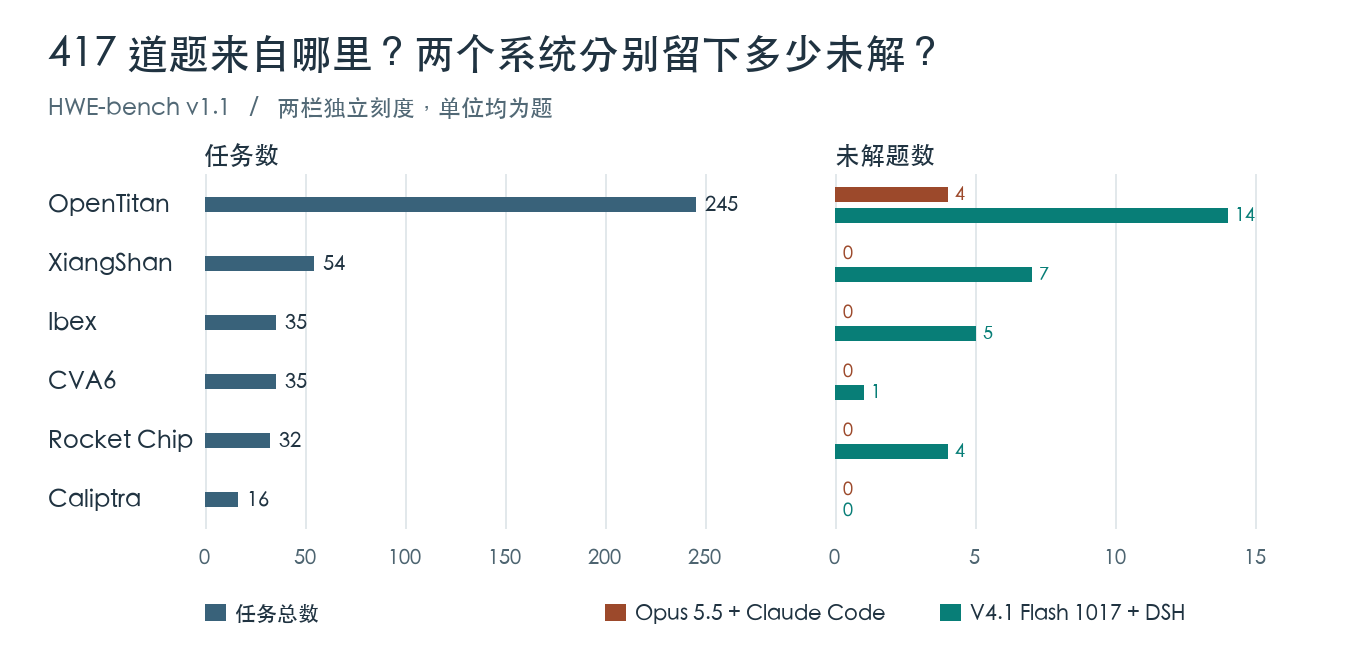 417 道题来自哪里？两个系统分别留下多少未解？
HWE-bench v1.1 / 两栏独立刻度，单位均为题
任务数
未解题数
OpenTitan 245 4 14
XiangShan 54 0 7
Ibex 35 0 5
CVA6 35 0 1
Rocket Chip 32 0 4
Caliptra 16 0 0
0 50 100 150 200 250 0 5 10 15
任务总数 Opus 5.5 + Claude Code V4.1 Flash 1017 + DSH